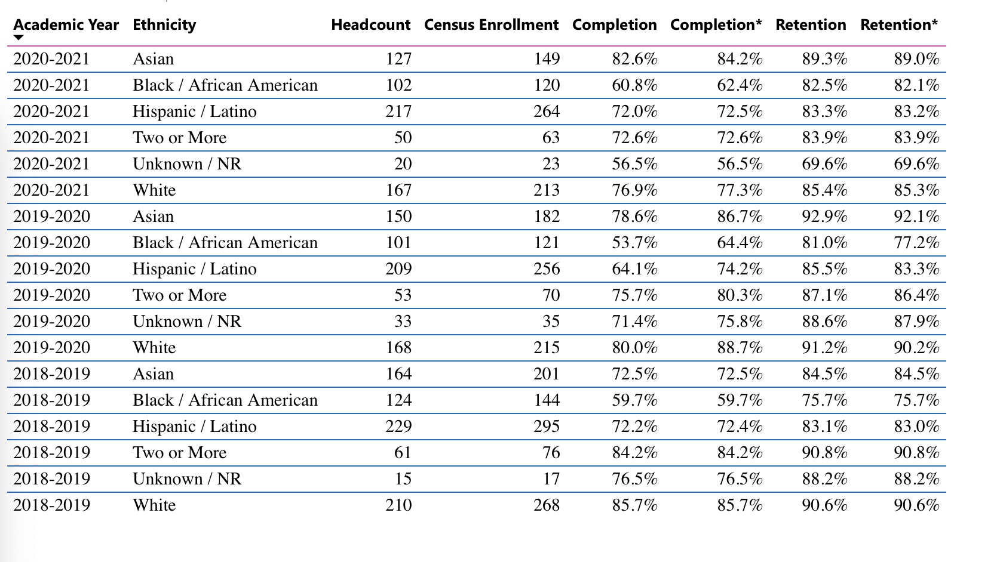 Academic Year Ethnicity Headcount Census Enrollment Completion Completion* Retention Retention*
2020-2021 Asian 127 149 82.6% 84.2% 89.3% 89.0%
2020-2021 Black / African American 102 120 60.8% 62.4% 82.5% 82.1%
2020-2021 Hispanic / Latino 217 264 72.0% 72.5% 83.3% 83.2%
2020-2021 Two or More 50 63 72.6% 72.6% 83.9% 83.9%
2020-2021 Unknown / NR 20 23 56.5% 56.5% 69.6% 69.6%
2020-2021 White 167 213 76.9% 77.3% 85.4% 85.3%
2019-2020 Asian 150 182 78.6% 86.7% 92.9% 92.1%
2019-2020 Black / African American 101 121 53.7% 64.4% 81.0% 77.2%
2019-2020 Hispanic / Latino 209 256 64.1% 74.2% 85.5% 83.3%
2019-2020 Two or More 53 70 75.7% 80.3% 87.1% 86.4%
2019-2020 Unknown / NR 33 35 71.4% 75.8% 88.6% 87.9%
2019-2020 White 168 215 80.0% 88.7% 91.2% 90.2%
2018-2019 Asian 164 201 72.5% 72.5% 84.5% 84.5%
2018-2019 Black / African American 124 144 59.7% 59.7% 75.7% 75.7%
2018-2019 Hispanic / Latino 229 295 72.2% 72.4% 83.1% 83.0%
2018-2019 Two or More 61 76 84.2% 84.2% 90.8% 90.8%
2018-2019 Unknown / NR 15 17 76.5% 76.5% 88.2% 88.2%
2018-2019 White 210 268 85.7% 85.7% 90.6% 90.6%